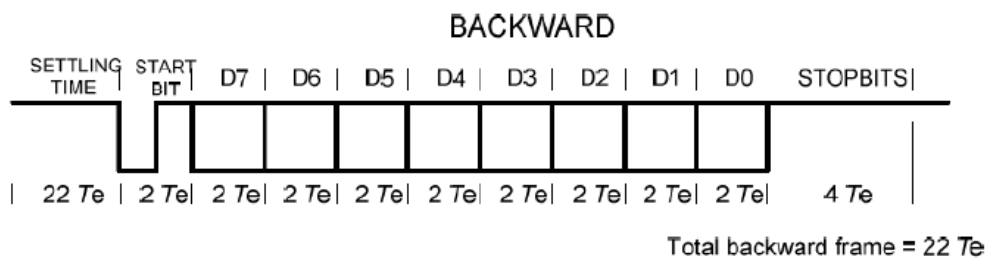 BACKWARD
SETTLING TIME | START BIT | D7 | D6 | D5 | D4 | D3 | D2 | D1 | D0 STOPBITS|
| 22 Te | 2 Te| 2 Te| 2 Te| 2 Te| 2 Te| 2 Te| 2 Te| 2 Te| 2 Te| 4 Te |
Total backward frame = 22 Te